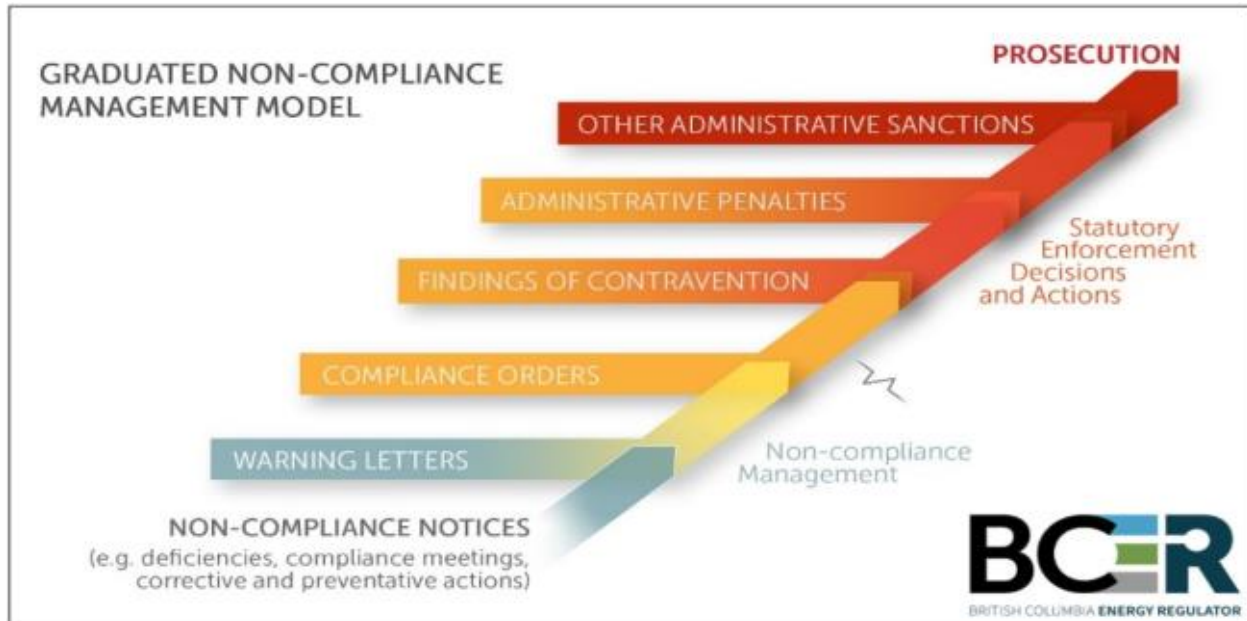 GRADUATED NON-COMPLIANCE
MANAGEMENT MODEL
PROSECUTION
OTHER ADMINISTRATIVE SANCTIONS
ADMINISTRATIVE PENALTIES
Statutory
Enforcement
Decisions
and Actions
FINDINGS OF CONTRAVENTION
COMPLIANCE ORDERS
WARNING LETTERS
Non-compliance
Management
NON-COMPLIANCE NOTICES
(e.g. deficiencies, compliance meetings,
corrective and preventative actions)
BCER
BRITISH COLUMBIA ENERGY REGULATOR